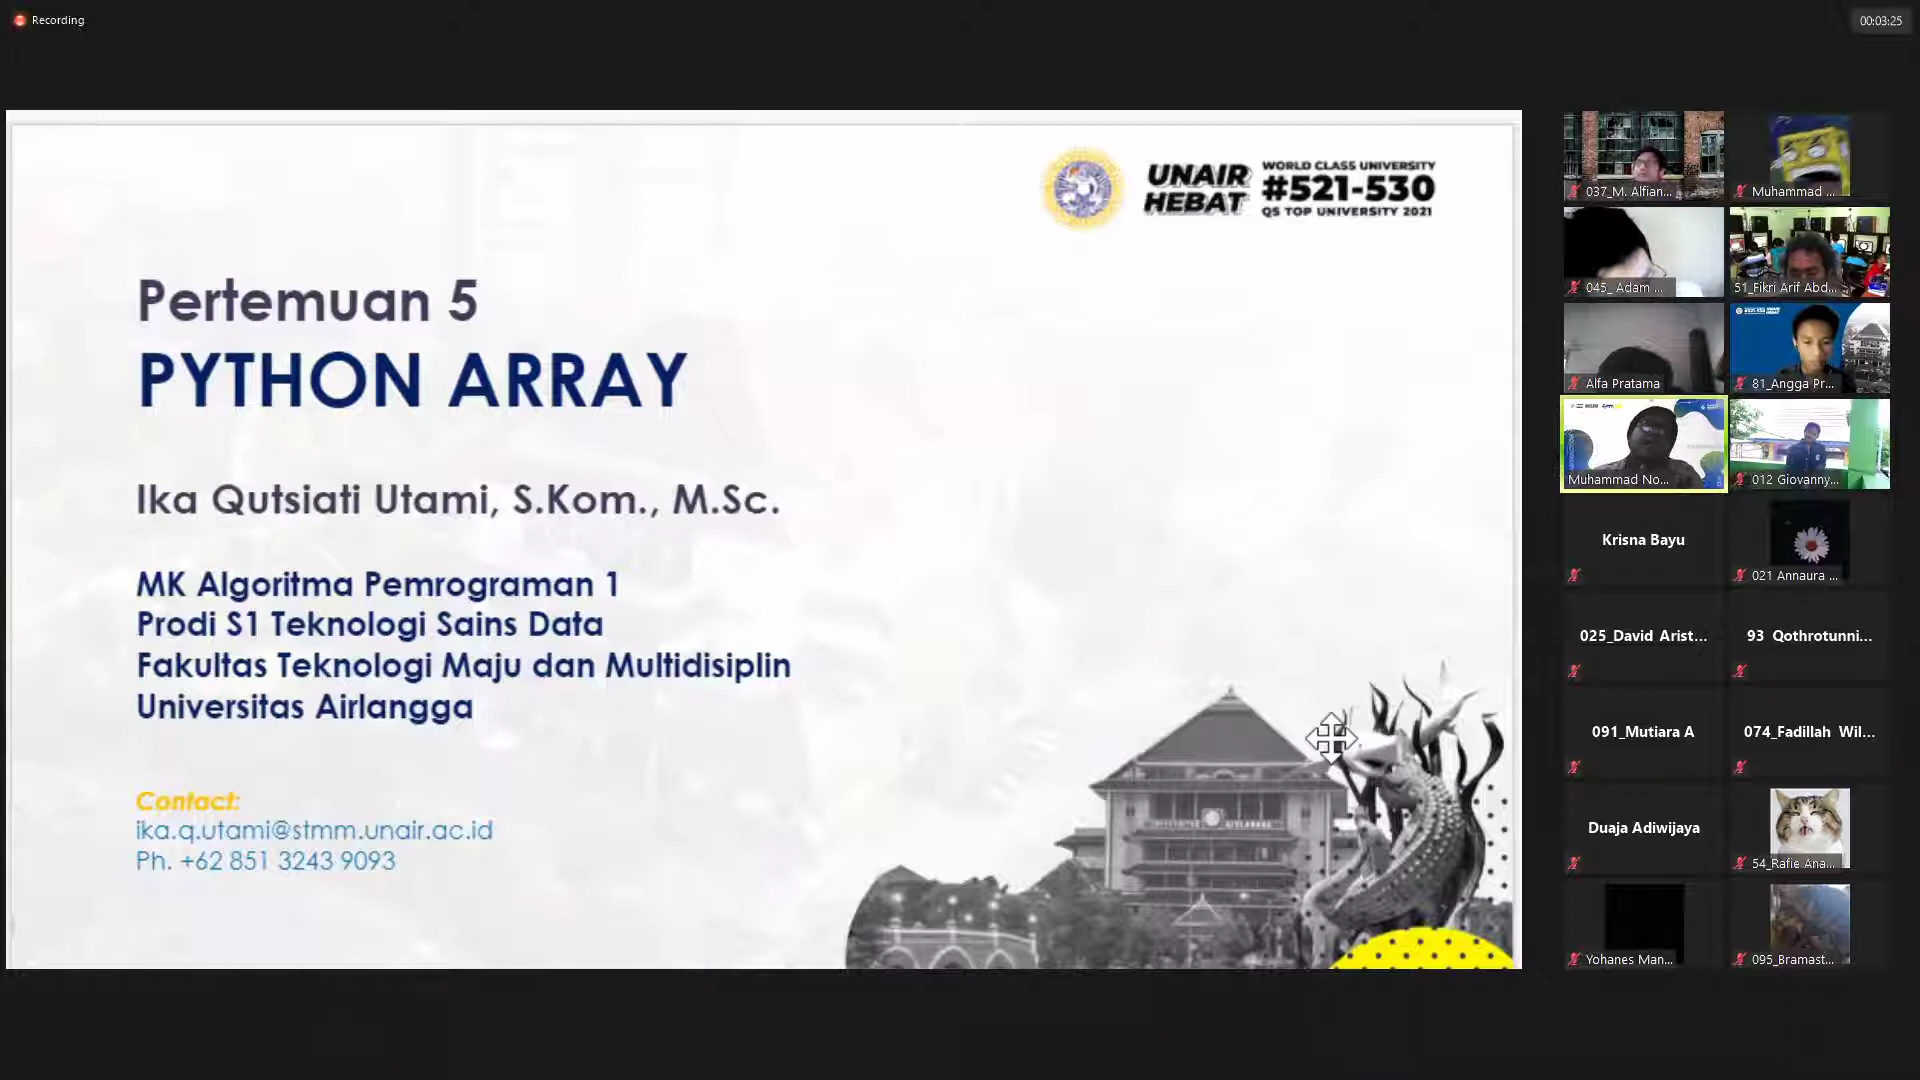 Recording
00:03:25
UNAIR HEBAT
WORLD CLASS UNIVERSITY
#521-530
QS TOP UNIVERSITY 2021
Pertemuan 5
PYTHON ARRAY
Ika Qutsiati Utami, S.Kom., M.Sc.
MK Algoritma Pemrograman 1
Prodi S1 Teknologi Sains Data
Fakultas Teknologi Maju dan Multidisiplin
Universitas Airlangga
Contact:
ika.q.utami@stmm.unair.ac.id
Ph. +62 851 3243 9093
037_M. Alfian...
Muhammad ...
045_ Adam ...
51_Fikri Arif Abd...
Alfa Pratama
81_Angga Pr...
Muhammad No...
012 Giovanny...
Krisna Bayu
021 Annaura ...
025_David Arist...
93 Qothrotunni...
091_Mutiara A
074_Fadillah Wil...
Duaja Adiwijaya
54_Rafie Ana...
Yohanes Man...
095_Bramast...